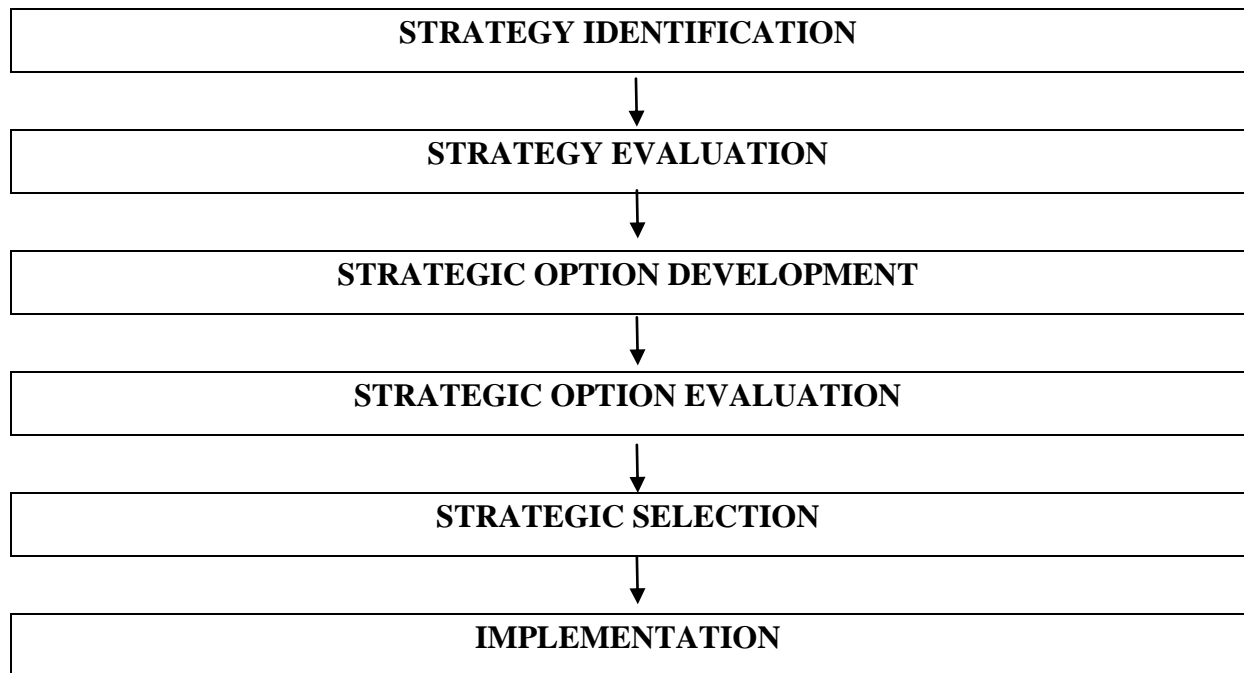 STRATEGY IDENTIFICATION
STRATEGY EVALUATION
STRATEGIC OPTION DEVELOPMENT
STRATEGIC OPTION EVALUATION
STRATEGIC SELECTION
IMPLEMENTATION